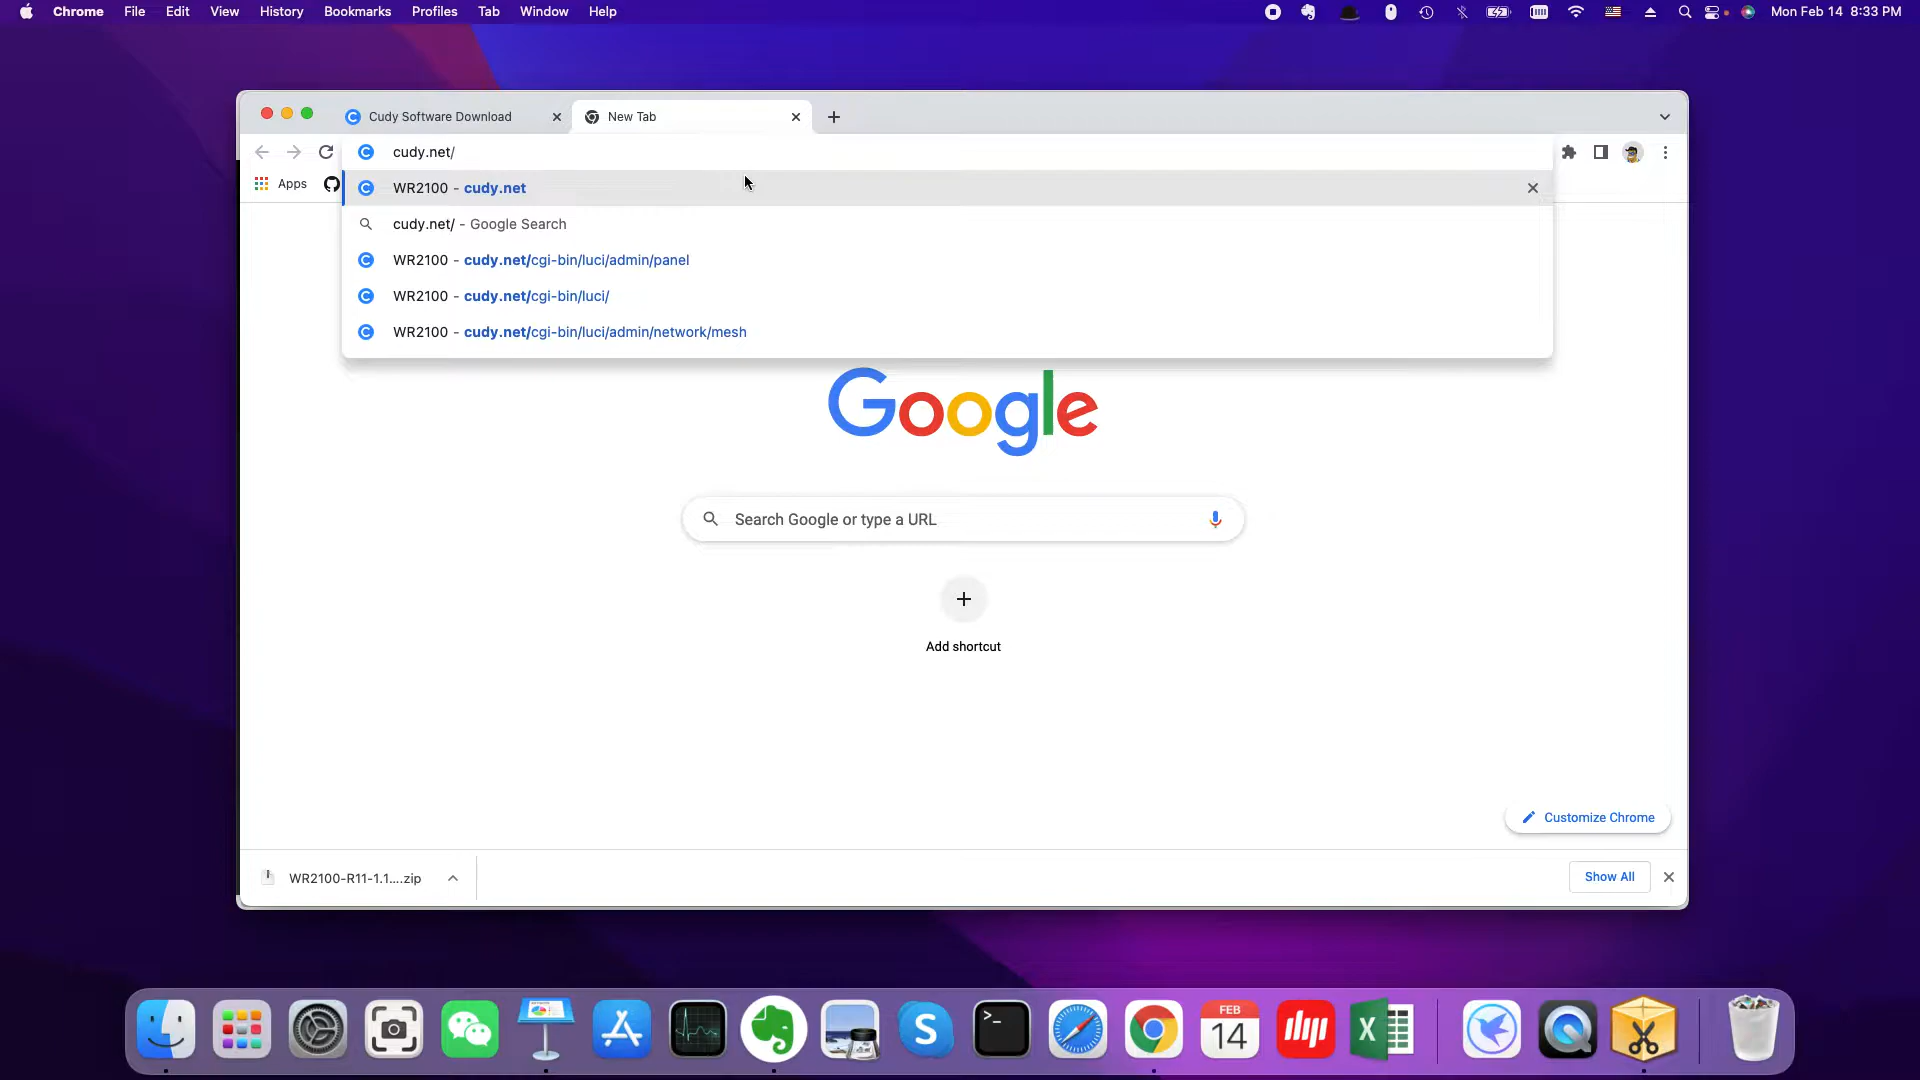 Chrome File Edit View History Bookmarks Profiles Tab Window Help Mon Feb 14 8:33 PM
Cudy Software Download New Tab
cudy.net/
Apps WR2100 - cudy.net
cudy.net/ - Google Search
WR2100 - cudy.net/cgi-bin/luci/admin/panel
WR2100 - cudy.net/cgi-bin/luci/
WR2100 - cudy.net/cgi-bin/luci/admin/network/mesh
Google
Search Google or type a URL
Add shortcut
Customize Chrome
WR2100-R11-1.1....zip Show All
FEB
14